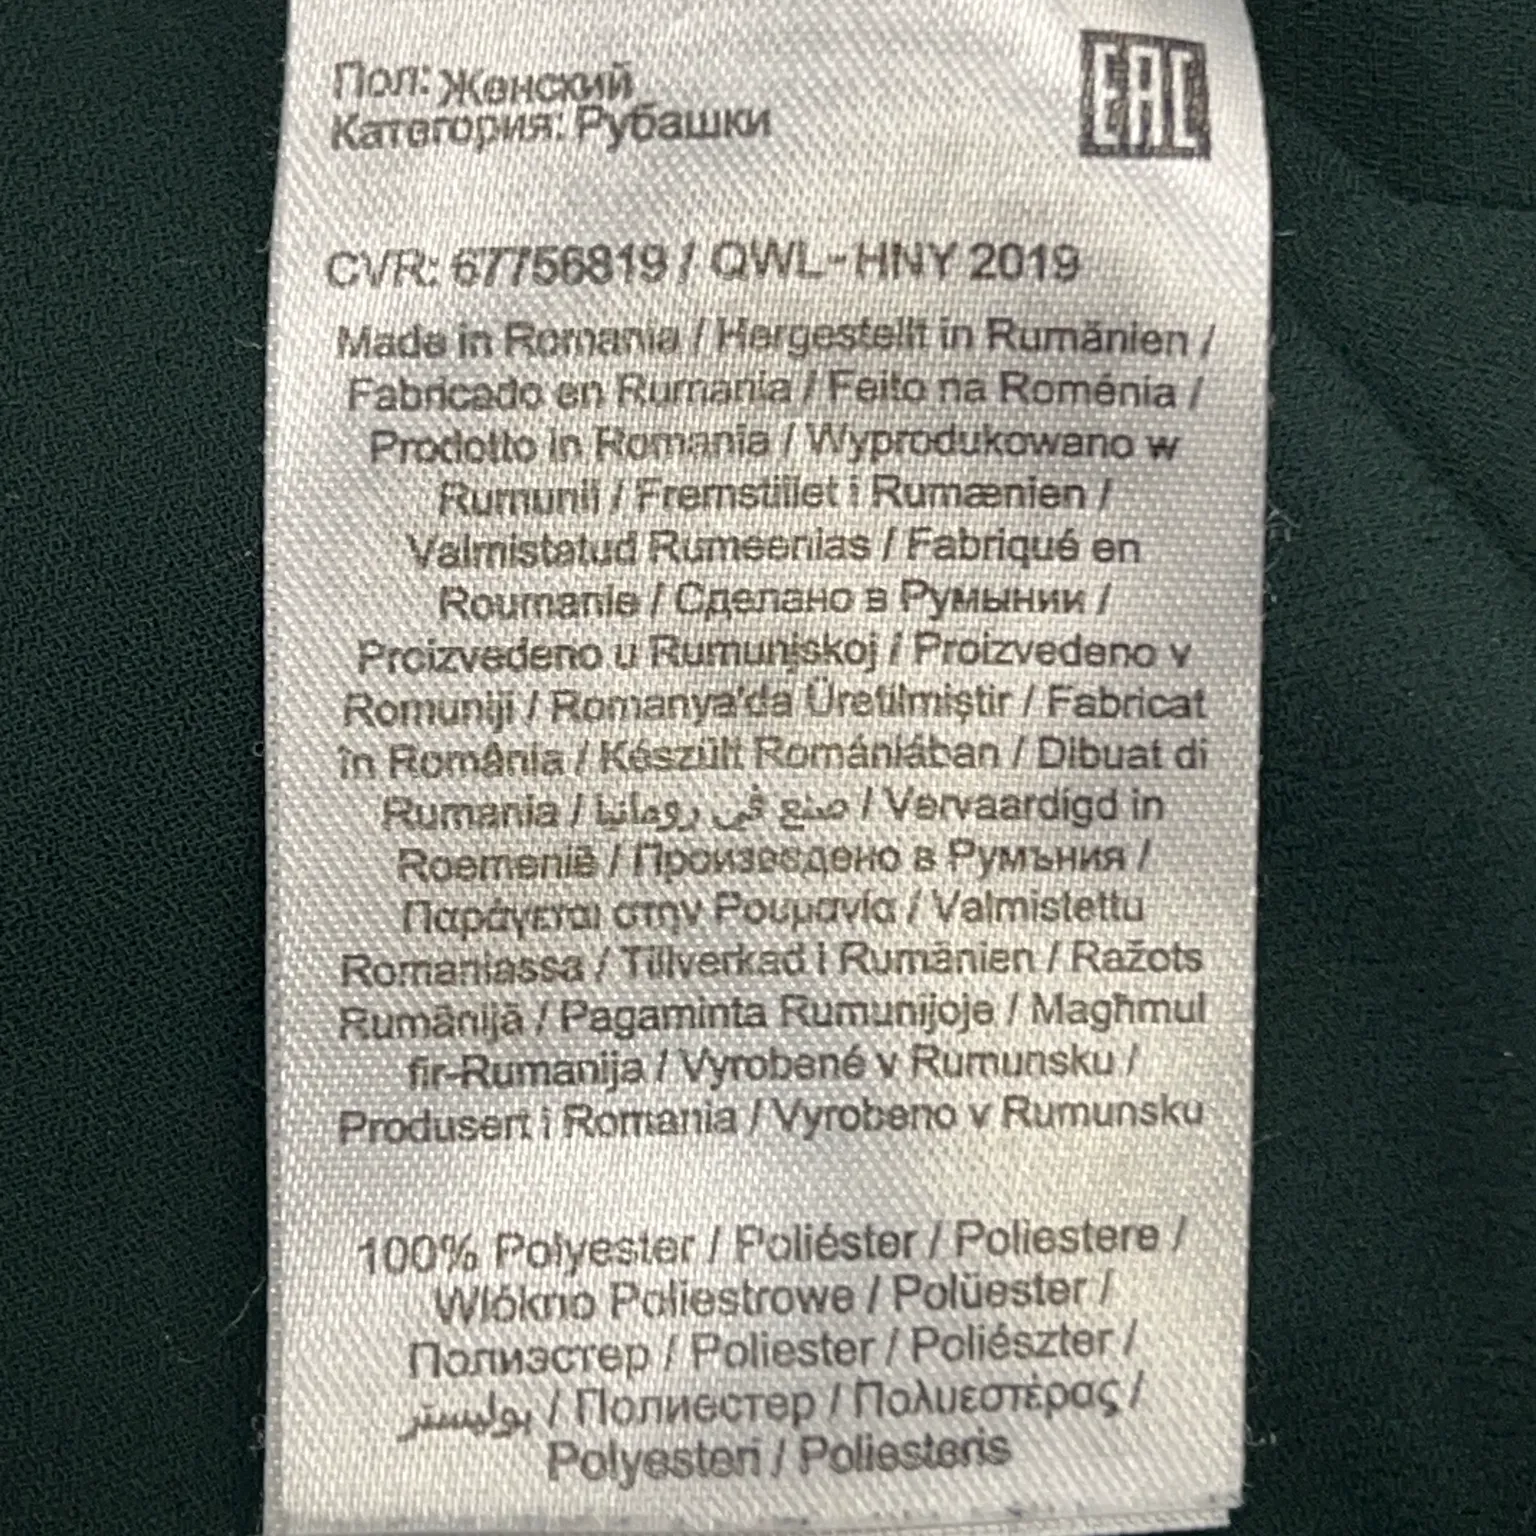 Пол: Женский
Категория: Рубашки
EAC
CVR: 67756819 / QWL-HNY 2019
Made in Romania / Hergestellt in Rumänien /
Fabricado en Rumania / Feito na Roménia /
Prodotto in Romania / Wyprodukowano w
Rumunii / Fremstillet i Rumænien /
Valmistatud Rumeenias / Fabriqué en
Roumanie / Сделано в Румынии /
Proizvedeno u Rumunjskoj / Proizvedeno v
Romuniji / Romanya'da Üretilmiştir / Fabricat
în România / Készült Romániában / Dibuat di
Rumania / صنع في رومانيا / Vervaardigd in
Roemenië / Произведено в Румъния /
Παράγεται στην Ρουμανία / Valmistettu
Romaniassa / Tillverkad i Rumänien / Ražots
Rumānijā / Pagaminta Rumunijoje / Magħmul
fir-Rumanija / Vyrobené v Rumunsku /
Produsert i Romania / Vyrobeno v Rumunsku
100% Polyester / Poliéster / Poliestere /
Wlókno Poliestrowe / Polüester /
Полиэстер / Poliester / Poliészter /
بوليستر / Полиестер / Πολυεστέρας /
Polyesteri / Poliesteris